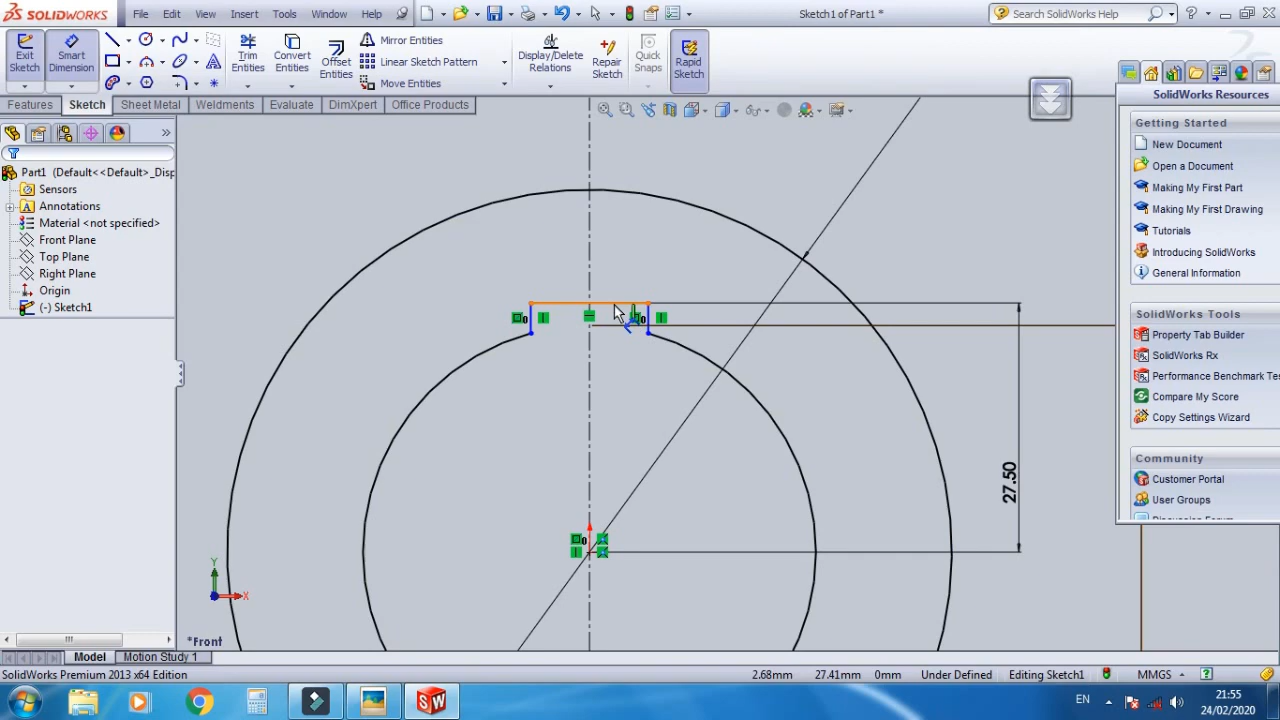 SOLIDWORKS File Edit View Insert Tools Window Help Sketch1 of Part1 * Search SolidWorks Help
Exit Sketch Smart Dimension Trim Entities Convert Entities Offset Entities Mirror Entities Linear Sketch Pattern Move Entities Display/Delete Relations Repair Sketch Quick Snaps Rapid Sketch
Features Sketch Sheet Metal Weldments Evaluate DimXpert Office Products
Part1 (Default<<Default>_Disp
Sensors
Annotations
Material <not specified>
Front Plane
Top Plane
Right Plane
Origin
(-) Sketch1
27.50
Y
X
*Front
SolidWorks Resources
Getting Started
New Document
Open a Document
Making My First Part
Making My First Drawing
Tutorials
Introducing SolidWorks
General Information
SolidWorks Tools
Property Tab Builder
SolidWorks Rx
Performance Benchmark Te
Compare My Score
Copy Settings Wizard
Community
Customer Portal
User Groups
Model Motion Study 1
SolidWorks Premium 2013 x64 Edition 2.68mm 27.41mm 0mm Under Defined Editing Sketch1 MMGS
EN 21:55
24/02/2020